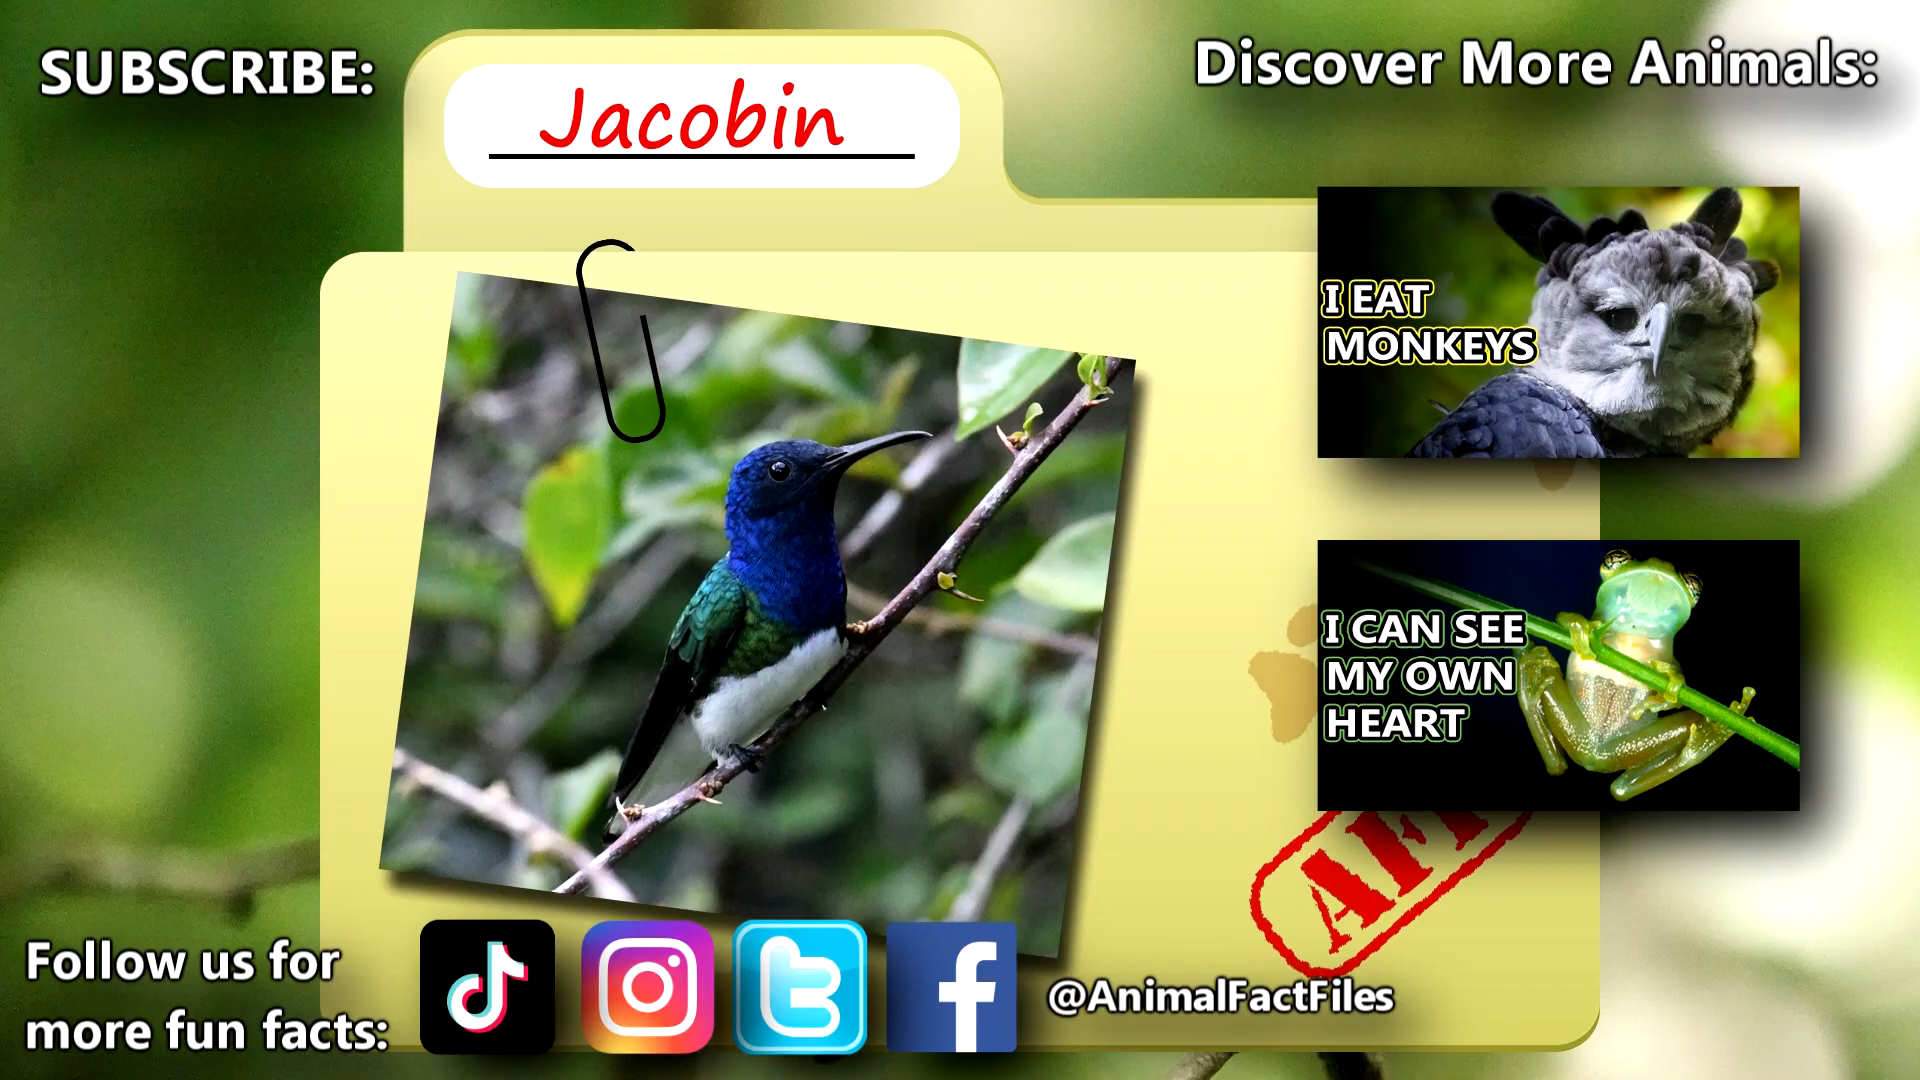 SUBSCRIBE:
Jacobin
Discover More Animals:
I EAT
MONKEYS
I CAN SEE
MY OWN
HEART
Follow us for
more fun facts:
@AnimalFactFiles